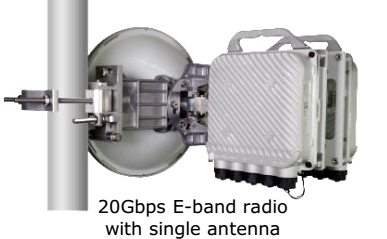 20Gbps E-band radio
with single antenna